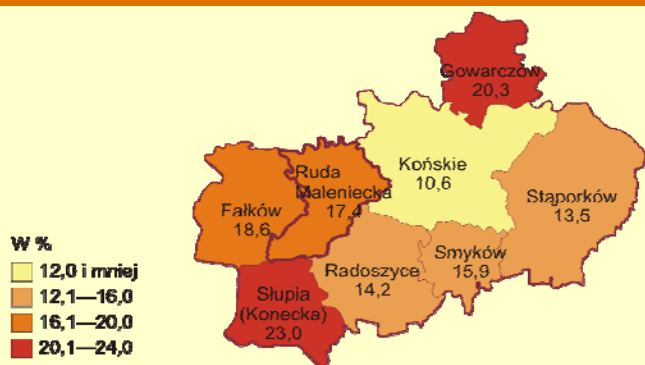 Gowarczów
20,3
Końskie
10,6
Ruda
Maleniecka
17,4
Stąporków
13,5
Fałków
18,6
Smyków
15,9
Radoszyce
14,2
Słupia
(Konecka)
23,0
W %
12,0 i mniej
12,1—16,0
16,1—20,0
20,1—24,0